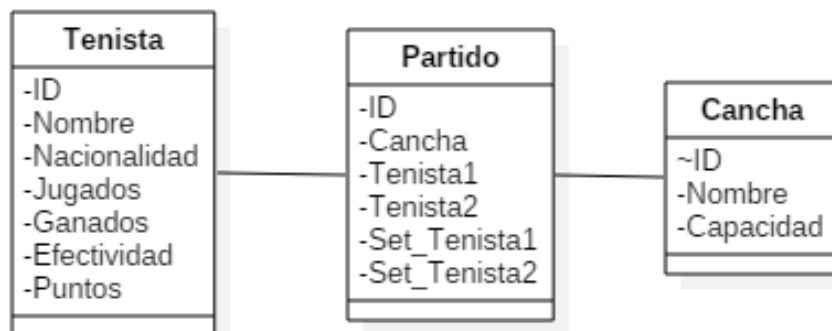 Tenista
-ID
-Nombre
-Nacionalidad
-Jugados
-Ganados
-Efectividad
-Puntos
Partido
-ID
-Cancha
-Tenista1
-Tenista2
-Set_Tenista1
-Set_Tenista2
Cancha
~ID
-Nombre
-Capacidad